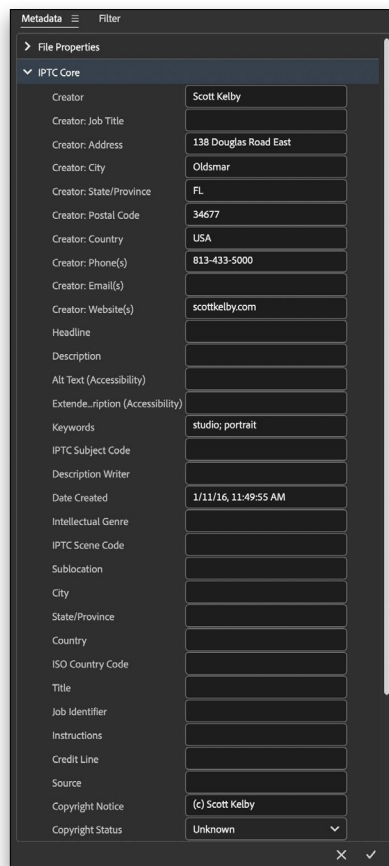 Metadata Filter
File Properties
IPTC Core
Creator Scott Kelby
Creator: Job Title
Creator: Address 138 Douglas Road East
Creator: City Oldsmar
Creator: State/Province FL
Creator: Postal Code 34677
Creator: Country USA
Creator: Phone(s) 813-433-5000
Creator: Email(s)
Creator: Website(s) scottkelby.com
Headline
Description
Alt Text (Accessibility)
Extende...ription (Accessibility)
Keywords studio; portrait
IPTC Subject Code
Description Writer
Date Created 1/11/16, 11:49:55 AM
Intellectual Genre
IPTC Scene Code
Sublocation
City
State/Province
Country
ISO Country Code
Title
Job Identifier
Instructions
Credit Line
Source
Copyright Notice (c) Scott Kelby
Copyright Status Unknown